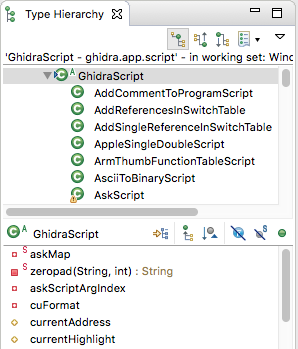 Type Hierarchy
'GhidraScript - ghidra.app.script' - in working set: Winc
GhidraScript
AddCommentToProgramScript
AddReferencesInSwitchTable
AddSingleReferenceInSwitchTable
AppleSingleDoubleScript
ArmThumbFunctionTableScript
AsciiToBinaryScript
AskScript
GhidraScript
askMap
zeropad(String, int) : String
askScriptArgIndex
cuFormat
currentAddress
currentHighlight